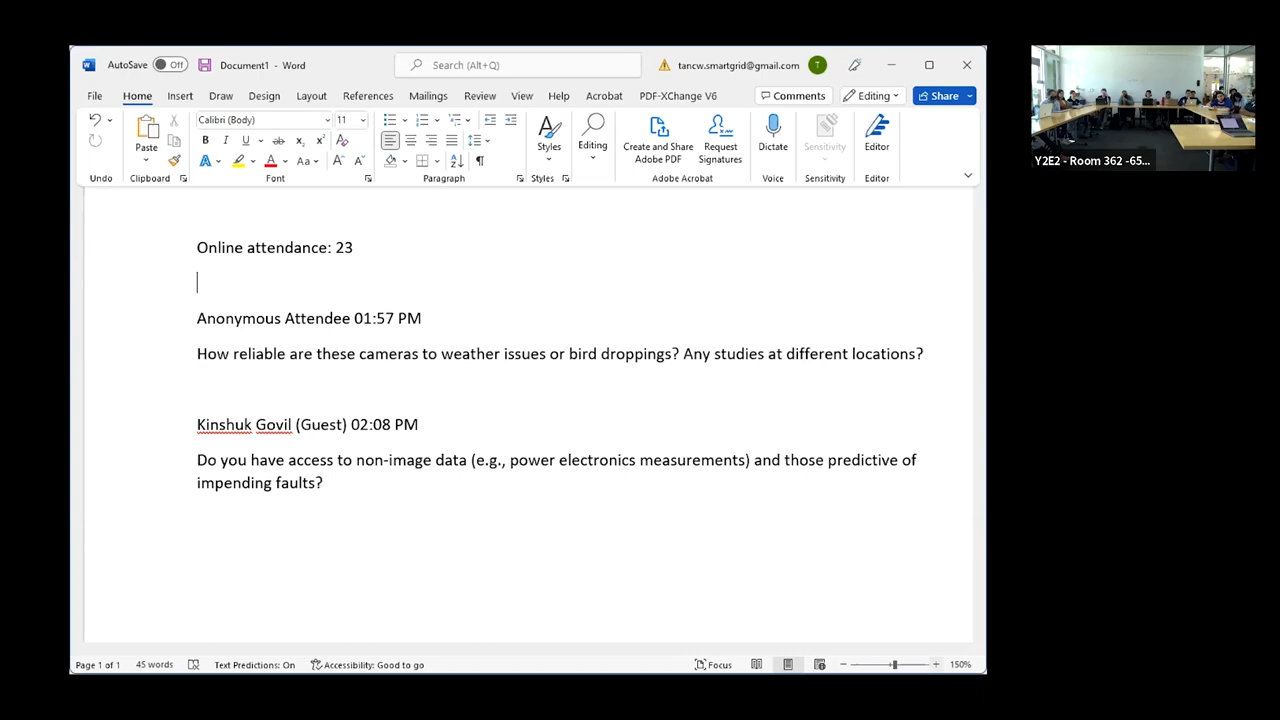 AutoSave Off Document1 - Word Search (Alt+Q) tancw.smartgrid@gmail.com T
File Home Insert Draw Design Layout References Mailings Review View Help Acrobat PDF-XChange V6 Comments Editing Share
Calibri (Body) 11
Paste Styles Editing Create and Share Adobe PDF Request Signatures Dictate Sensitivity Editor
Undo Clipboard Font Paragraph Styles Adobe Acrobat Voice Sensitivity Editor
Online attendance: 23
Anonymous Attendee 01:57 PM
How reliable are these cameras to weather issues or bird droppings? Any studies at different locations?
Kinshuk Govil (Guest) 02:08 PM
Do you have access to non-image data (e.g., power electronics measurements) and those predictive of
impending faults?
Page 1 of 1 45 words Text Predictions: On Accessibility: Good to go Focus 150%
Y2E2 - Room 362 -65...